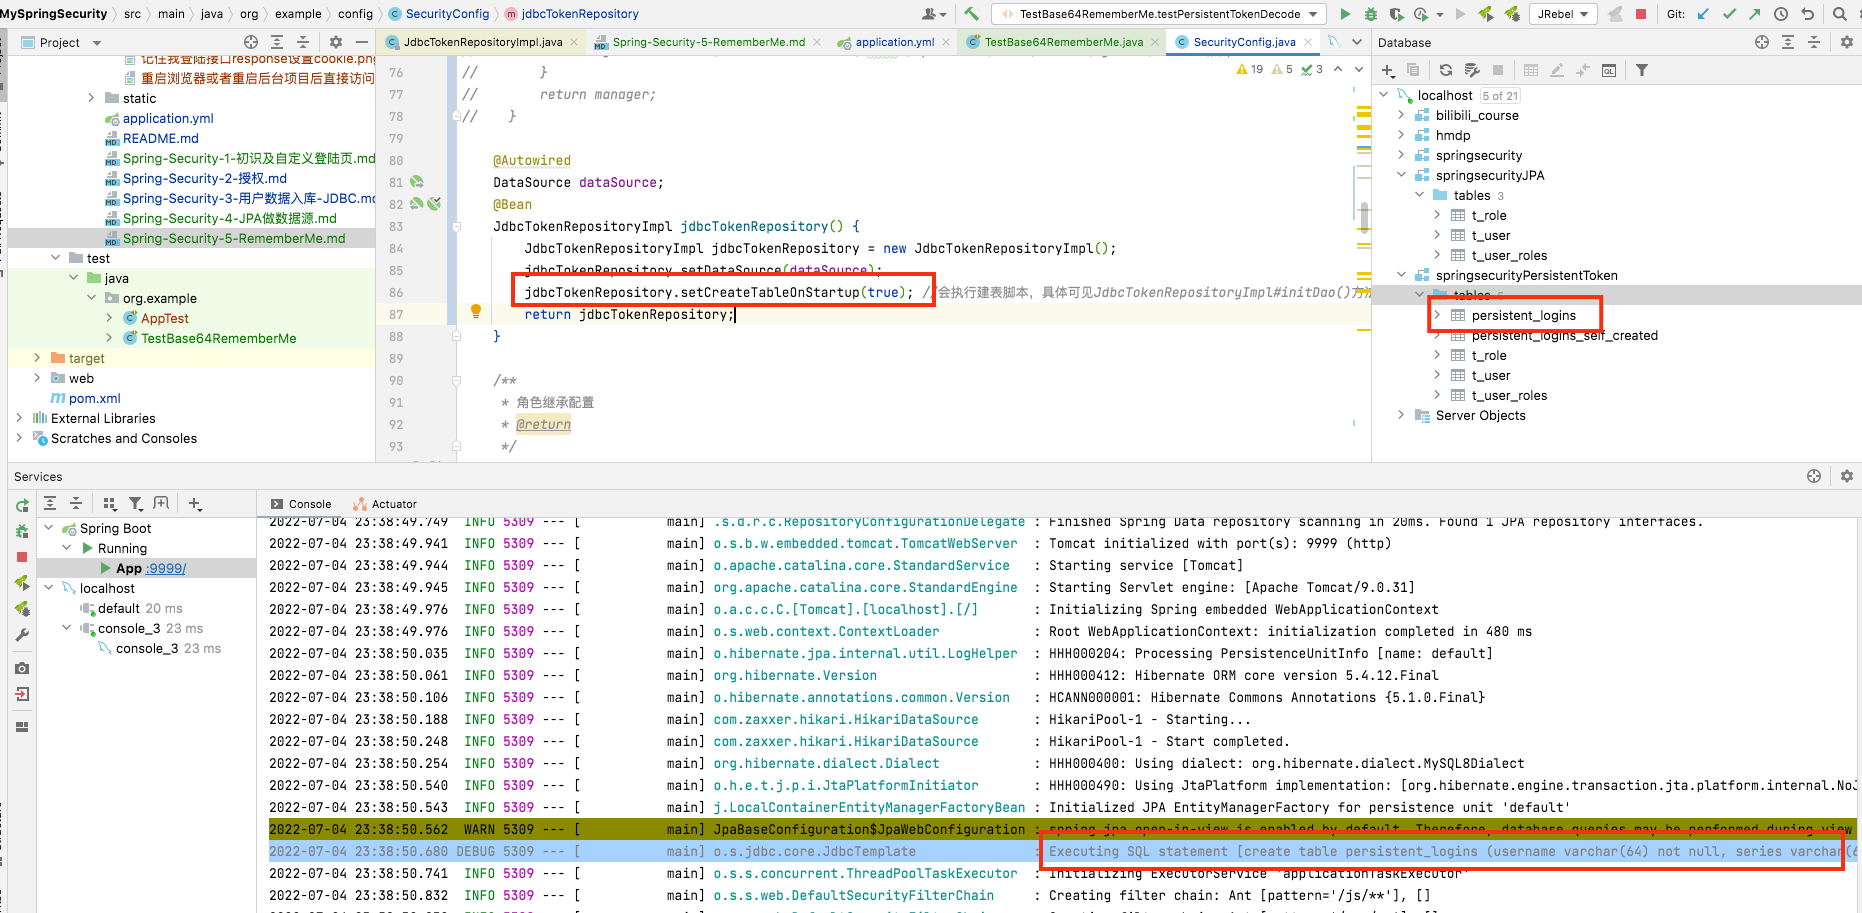 MySpringSecurity src main java org example config SecurityConfig jdbcTokenRepository
TestBase64RememberMe.testPersistentTokenDecode
JRebel
Git:
Project
JdbcTokenRepositoryImpl.java
Spring-Security-5-RememberMe.md
application.yml
TestBase64RememberMe.java
SecurityConfig.java
Database
记住我登陆接口response设置cookie.png
重启浏览器或者重启后台项目后直接访问
static
application.yml
README.md
Spring-Security-1-初识及自定义登陆页.md
Spring-Security-2-授权.md
Spring-Security-3-用户数据入库-JDBC.md
Spring-Security-4-JPA做数据源.md
Spring-Security-5-RememberMe.md
test
java
org.example
AppTest
TestBase64RememberMe
target
web
pom.xml
External Libraries
Scratches and Consoles
19 5 3
76 // }
77 // return manager;
78 // }
79
80 @Autowired
81 DataSource dataSource;
82 @Bean
83 JdbcTokenRepositoryImpl jdbcTokenRepository() {
84 JdbcTokenRepositoryImpl jdbcTokenRepository = new JdbcTokenRepositoryImpl();
85 jdbcTokenRepository.setDataSource(dataSource);
86 jdbcTokenRepository.setCreateTableOnStartup(true); //会执行建表脚本，具体可见JdbcTokenRepositoryImpl#initDao()方法
87 return jdbcTokenRepository;
88 }
89
90 /**
91 * 角色继承配置
92 * @return
93 */
localhost 5 of 21
bilibili_course
hmdp
springsecurity
springsecurityJPA
tables 3
t_role
t_user
t_user_roles
springsecurityPersistentToken
tables 5
persistent_logins
persistent_logins_self_created
t_role
t_user
t_user_roles
Server Objects
Services
Spring Boot
Running
App :9999/
localhost
default 20 ms
console_3 23 ms
console_3 23 ms
Console Actuator
2022-07-04 23:38:49.749 INFO 5309 --- [ main] .s.d.r.c.RepositoryConfigurationDelegate : Finished Spring Data repository scanning in 20ms. Found 1 JPA repository interfaces.
2022-07-04 23:38:49.941 INFO 5309 --- [ main] o.s.b.w.embedded.tomcat.TomcatWebServer : Tomcat initialized with port(s): 9999 (http)
2022-07-04 23:38:49.944 INFO 5309 --- [ main] o.apache.catalina.core.StandardService : Starting service [Tomcat]
2022-07-04 23:38:49.945 INFO 5309 --- [ main] org.apache.catalina.core.StandardEngine : Starting Servlet engine: [Apache Tomcat/9.0.31]
2022-07-04 23:38:49.976 INFO 5309 --- [ main] o.a.c.c.C.[Tomcat].[localhost].[/] : Initializing Spring embedded WebApplicationContext
2022-07-04 23:38:49.976 INFO 5309 --- [ main] o.s.web.context.ContextLoader : Root WebApplicationContext: initialization completed in 480 ms
2022-07-04 23:38:50.035 INFO 5309 --- [ main] o.hibernate.jpa.internal.util.LogHelper : HHH000204: Processing PersistenceUnitInfo [name: default]
2022-07-04 23:38:50.061 INFO 5309 --- [ main] org.hibernate.Version : HHH000412: Hibernate ORM core version 5.4.12.Final
2022-07-04 23:38:50.106 INFO 5309 --- [ main] o.hibernate.annotations.common.Version : HCANN000001: Hibernate Commons Annotations {5.1.0.Final}
2022-07-04 23:38:50.188 INFO 5309 --- [ main] com.zaxxer.hikari.HikariDataSource : HikariPool-1 - Starting...
2022-07-04 23:38:50.248 INFO 5309 --- [ main] com.zaxxer.hikari.HikariDataSource : HikariPool-1 - Start completed.
2022-07-04 23:38:50.254 INFO 5309 --- [ main] org.hibernate.dialect.Dialect : HHH000400: Using dialect: org.hibernate.dialect.MySQL8Dialect
2022-07-04 23:38:50.540 INFO 5309 --- [ main] o.h.e.t.j.p.i.JtaPlatformInitiator : HHH000490: Using JtaPlatform implementation: [org.hibernate.engine.transaction.jta.platform.internal.NoJ
2022-07-04 23:38:50.543 INFO 5309 --- [ main] j.LocalContainerEntityManagerFactoryBean : Initialized JPA EntityManagerFactory for persistence unit 'default'
2022-07-04 23:38:50.562 WARN 5309 --- [ main] JpaBaseConfiguration$JpaWebConfiguration : spring.jpa.open-in-view is enabled by default. Therefore, database queries may be performed during view
2022-07-04 23:38:50.680 DEBUG 5309 --- [ main] o.s.jdbc.core.JdbcTemplate : Executing SQL statement [create table persistent_logins (username varchar(64) not null, series varchar(6
2022-07-04 23:38:50.741 INFO 5309 --- [ main] o.s.s.concurrent.ThreadPoolTaskExecutor : Initializing ExecutorService 'applicationTaskExecutor'
2022-07-04 23:38:50.832 INFO 5309 --- [ main] o.s.s.web.DefaultSecurityFilterChain : Creating filter chain: Ant [pattern='/js/**'], []